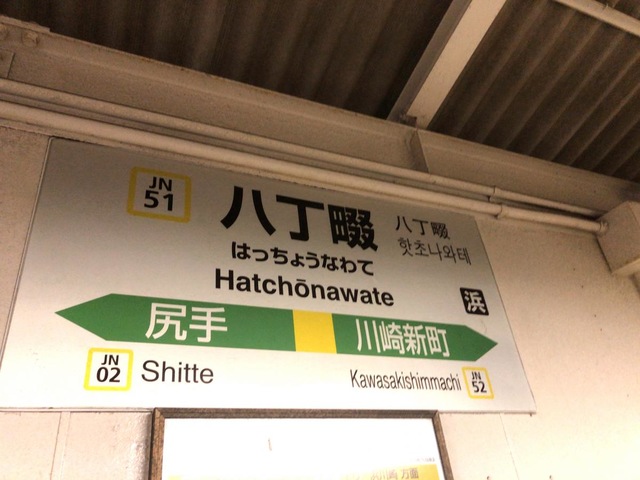 JN
51
八丁畷
八丁畷
핫초나와테
はっちょうなわて
Hatchōnawate
浜
尻手
川崎新町
JN
02
Shitte
Kawasakishimmachi
JN
52